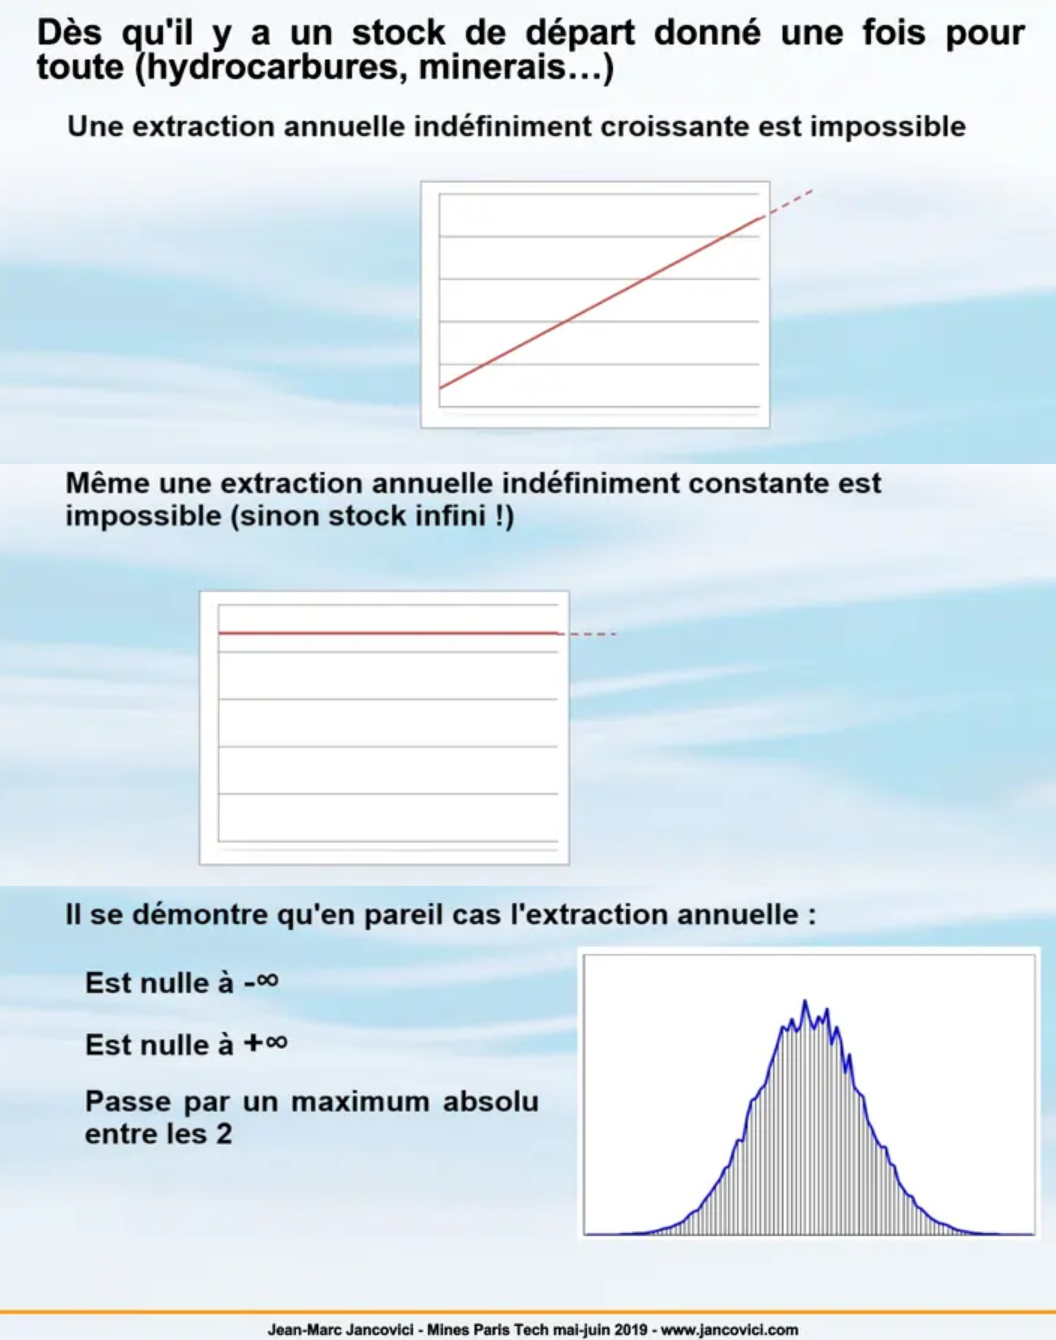 Dès qu'il y a un stock de départ donné une fois pour
toute (hydrocarbures, minerais...)
Une extraction annuelle indéfiniment croissante est impossible
Même une extraction annuelle indéfiniment constante est
impossible (sinon stock infini !)
Il se démontre qu'en pareil cas l'extraction annuelle :
Est nulle à -∞
Est nulle à +∞
Passe par un maximum absolu
entre les 2
Jean-Marc Jancovici - Mines Paris Tech mai-juin 2019 - www.jancovici.com